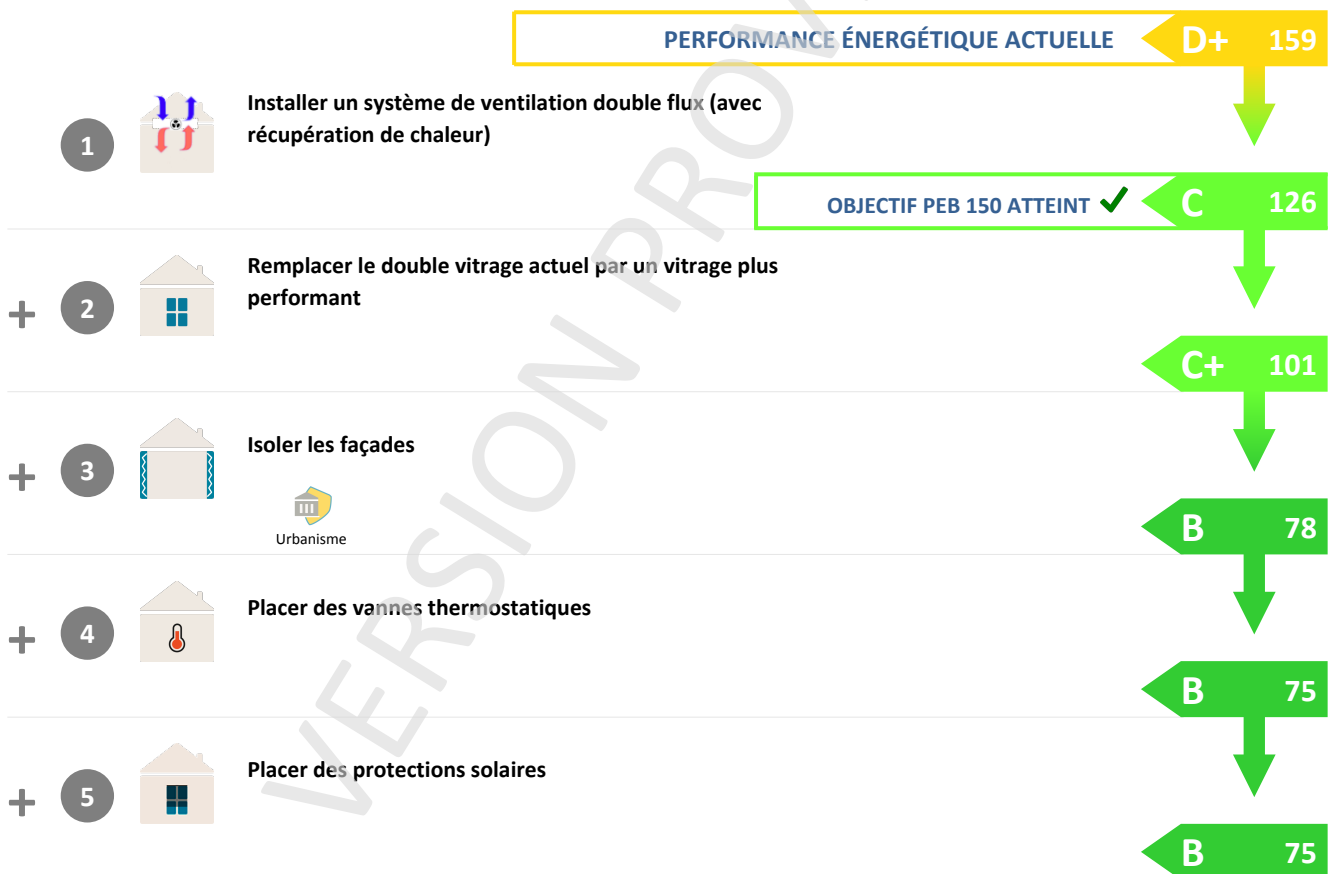 PERFORMANCE ÉNERGÉTIQUE ACTUELLE D+ 159
1 Installer un système de ventilation double flux (avec
récupération de chaleur)
OBJECTIF PEB 150 ATTEINT ✓ C 126
+ 2 Remplacer le double vitrage actuel par un vitrage plus
performant
C+ 101
+ 3 Isoler les façades
Urbanisme
B 78
+ 4 Placer des vannes thermostatiques
B 75
+ 5 Placer des protections solaires
B 75
VERSION PROV